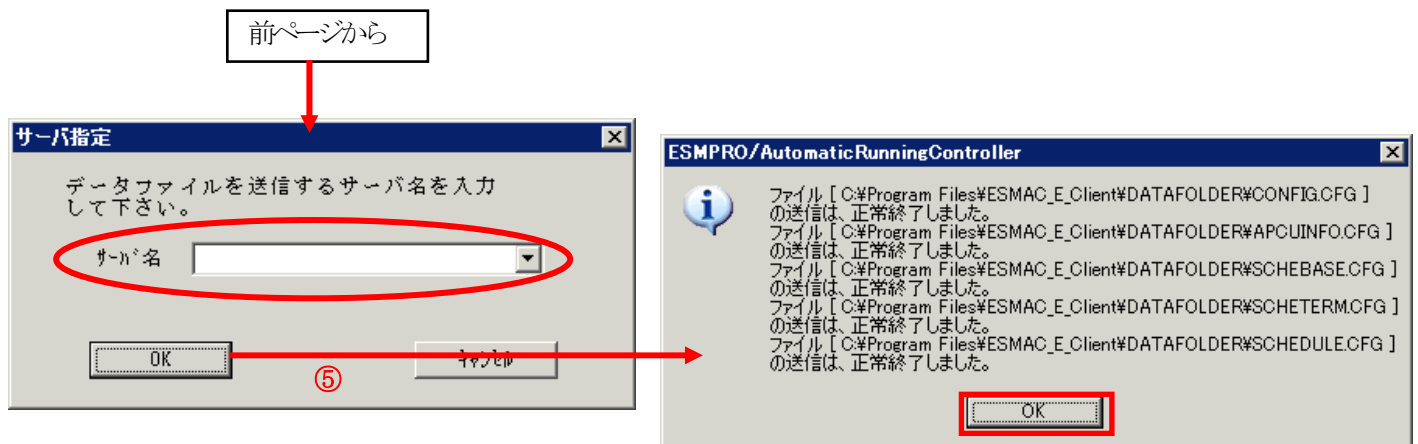 前ページから
サーバ指定
データファイルを送信するサーバ名を入力
して下さい。
ｻｰﾊﾞ名
OK
ｷｬﾝｾﾙ
⑤
ESMPRO/AutomaticRunningController
ファイル [ C:¥Program Files¥ESMAC_E_Client¥DATAFOLDER¥CONFIG.CFG ]
の送信は、正常終了しました。
ファイル [ C:¥Program Files¥ESMAC_E_Client¥DATAFOLDER¥APCUINFO.CFG ]
の送信は、正常終了しました。
ファイル [ C:¥Program Files¥ESMAC_E_Client¥DATAFOLDER¥SCHEBASE.CFG ]
の送信は、正常終了しました。
ファイル [ C:¥Program Files¥ESMAC_E_Client¥DATAFOLDER¥SCHETERM.CFG ]
の送信は、正常終了しました。
ファイル [ C:¥Program Files¥ESMAC_E_Client¥DATAFOLDER¥SCHEDULE.CFG ]
の送信は、正常終了しました。
OK